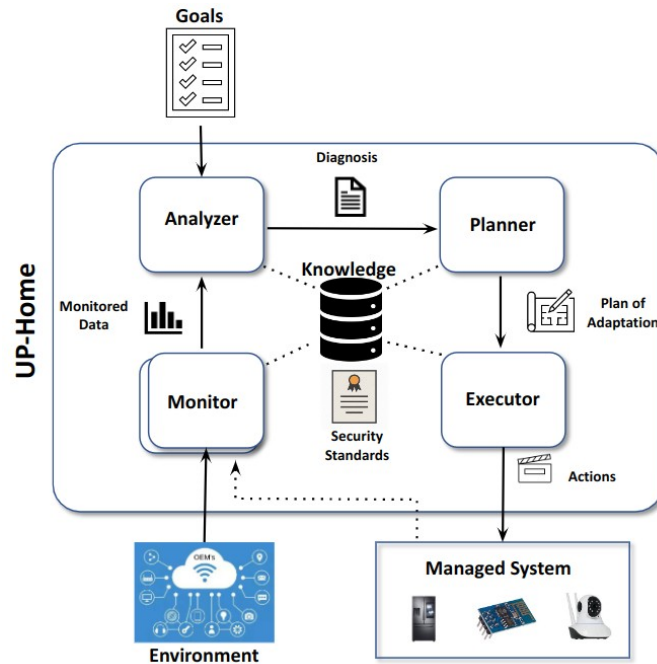 Goals
UP-Home
Diagnosis
Analyzer
Planner
Knowledge
Monitored
Data
Plan of
Adaptation
Monitor
Executor
Security
Standards
Actions
OEM's
Managed System
Environment